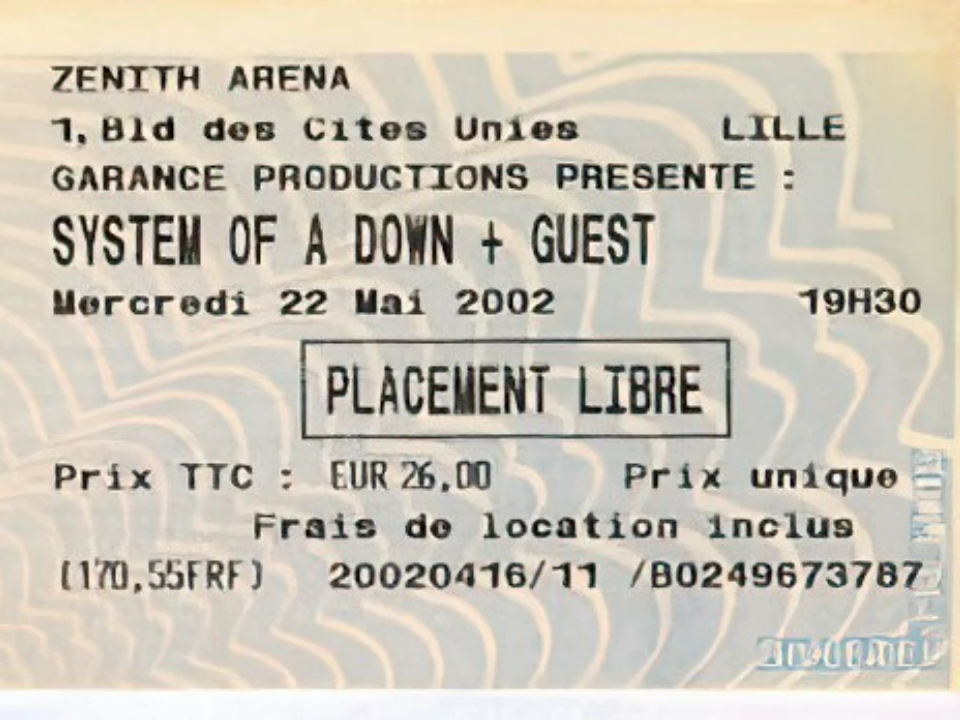 ZENITH ARENA
1, Bld des Cites Unies LILLE
GARANCE PRODUCTIONS PRESENTE :
SYSTEM OF A DOWN + GUEST
Mercredi 22 Mai 2002 19H30
PLACEMENT LIBRE
Prix TTC : EUR 26,00 Prix unique
Frais de location inclus
(170,55FRF) 20020416/11 /B0249673787